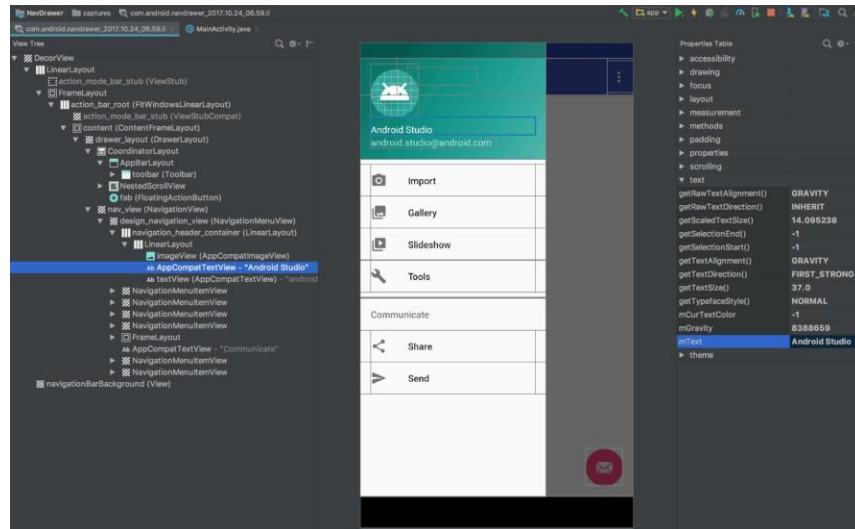 NavDrawer captures com.android.navdrawer_2017.10.24_06.59.li
app
com.android.navdrawer_2017.10.24_06.59.li MainActivity.java
View Tree
DecorView
LinearLayout
action_mode_bar_stub (ViewStub)
FrameLayout
action_bar_root (FitWindowsLinearLayout)
action_mode_bar_stub (ViewStubCompat)
content (ContentFrameLayout)
drawer_layout (DrawerLayout)
CoordinatorLayout
AppBarLayout
toolbar (Toolbar)
NestedScrollView
fab (FloatingActionButton)
nav_view (NavigationView)
design_navigation_view (NavigationMenuView)
navigation_header_container (LinearLayout)
LinearLayout
imageView (AppCompatImageView)
Ab AppCompatTextView - "Android Studio"
Ab textView (AppCompatTextView) - "android
NavigationMenuItemView
NavigationMenuItemView
NavigationMenuItemView
NavigationMenuItemView
FrameLayout
Ab AppCompatTextView - "Communicate"
NavigationMenuItemView
NavigationMenuItemView
navigationBarBackground (View)
Android Studio
android.studio@android.com
Import
Gallery
Slideshow
Tools
Communicate
Share
Send
Properties Table
accessibility
drawing
focus
layout
measurement
methods
padding
properties
scrolling
text
getRawTextAlignment() GRAVITY
getRawTextDirection() INHERIT
getScaledTextSize() 14.095238
getSelectionEnd() -1
getSelectionStart() -1
getTextAlignment() GRAVITY
getTextDirection() FIRST_STRONG
getTextSize() 37.0
getTypefaceStyle() NORMAL
mCurTextColor -1
mGravity 8388659
mText Android Studio
theme